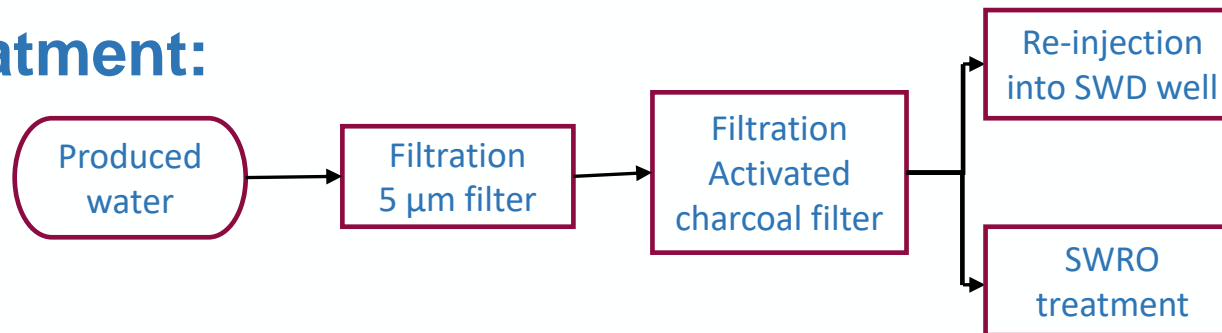 atment:
Produced
water
Filtration
5 µm filter
Filtration
Activated
charcoal filter
Re-injection
into SWD well
SWRO
treatment